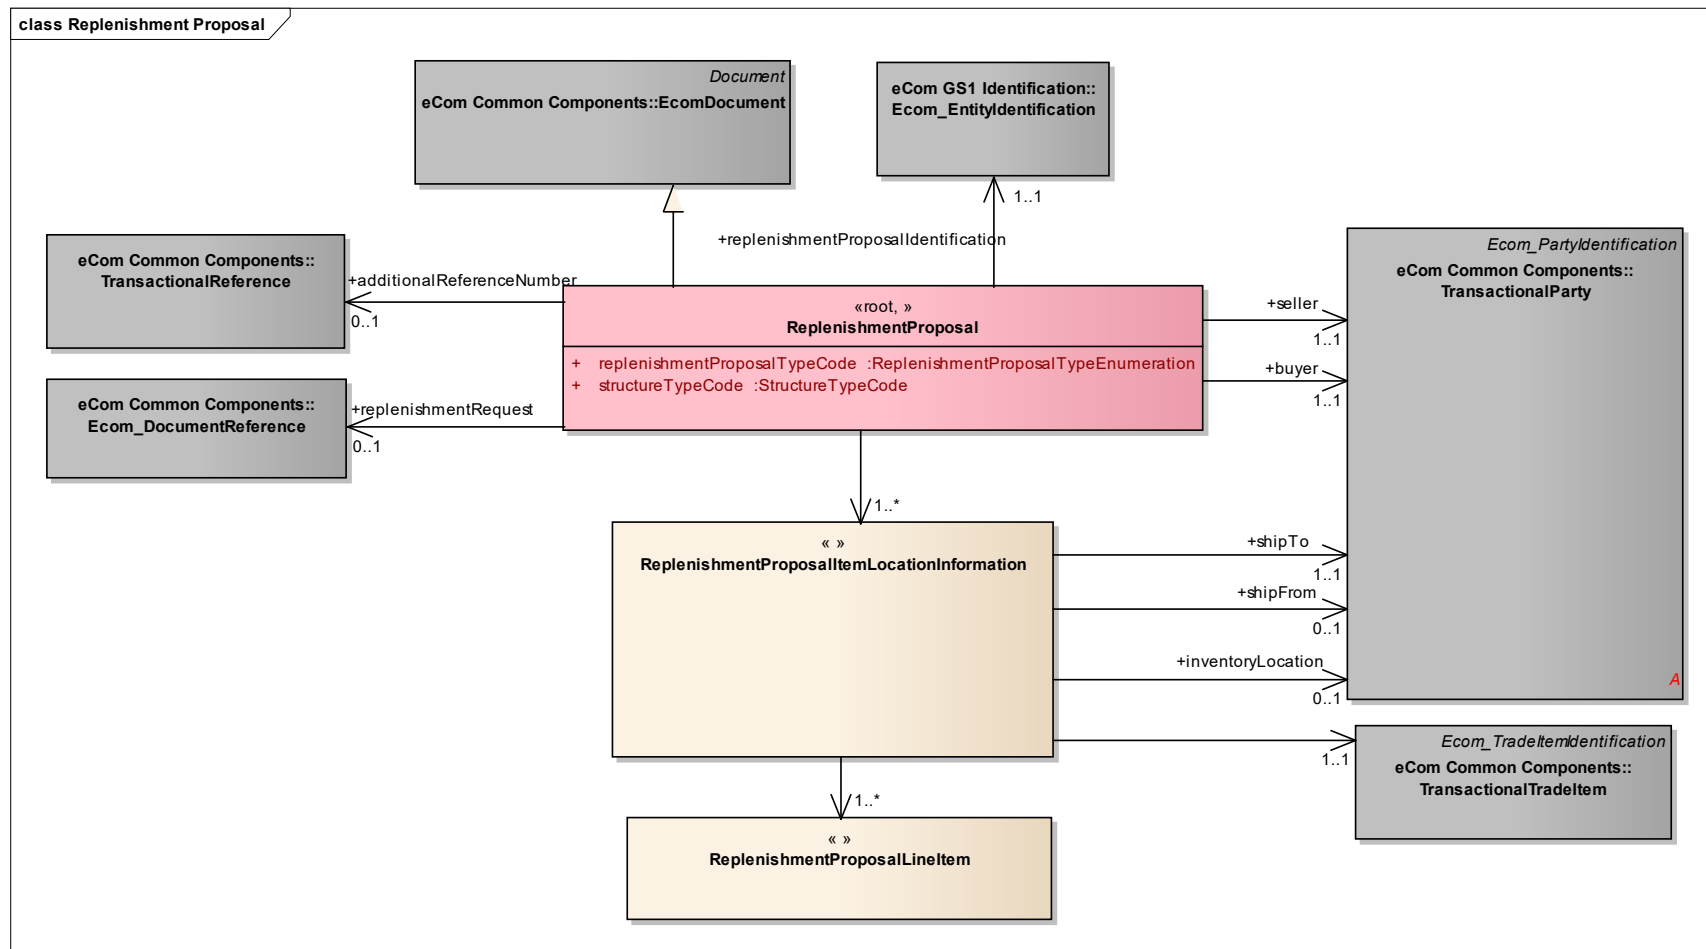 class Replenishment Proposal
Document
eCom Common Components::EcomDocument
eCom GS1 Identification::
Ecom_EntityIdentification
1..1
+replenishmentProposalIdentification
eCom Common Components::
TransactionalReference
+additionalReferenceNumber
0..1
eCom Common Components::
Ecom_DocumentReference
+replenishmentRequest
0..1
«root, »
ReplenishmentProposal
+ replenishmentProposalTypeCode :ReplenishmentProposalTypeEnumeration
+ structureTypeCode :StructureTypeCode
+seller
1..1
+buyer
1..1
Ecom_PartyIdentification
eCom Common Components::
TransactionalParty
A
1..*
« »
ReplenishmentProposalItemLocationInformation
+shipTo
1..1
+shipFrom
0..1
+inventoryLocation
0..1
1..1
Ecom_TradeItemIdentification
eCom Common Components::
TransactionalTradeItem
1..*
« »
ReplenishmentProposalLineItem